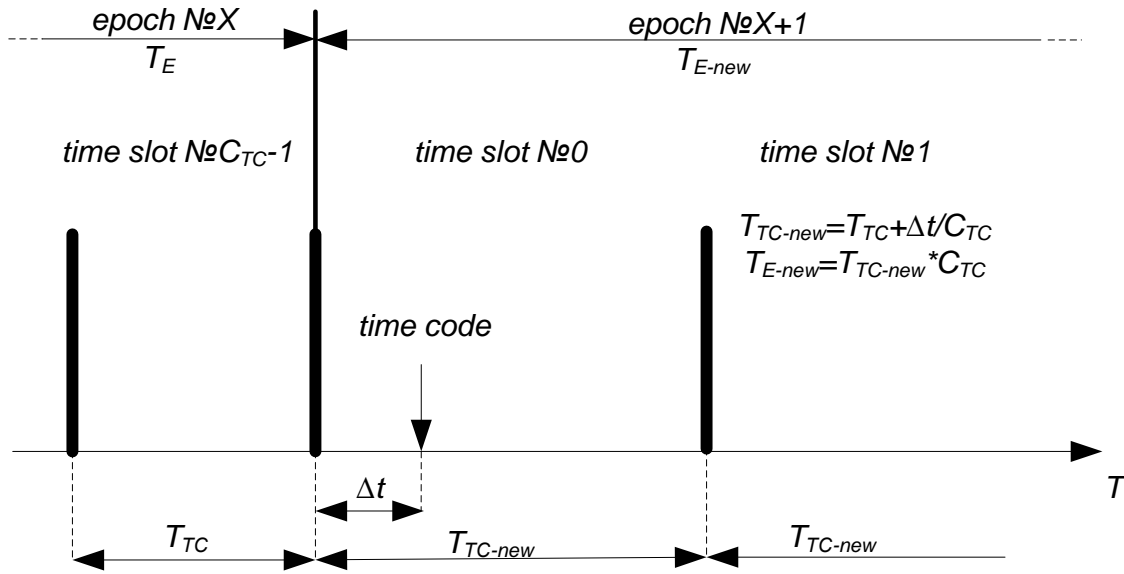 epoch №X
epoch №X+1
T_E
T_E-new
time slot №C_TC-1
time slot №0
time slot №1
T_TC-new=T_TC+Δt/C_TC
T_E-new=T_TC-new*C_TC
time code
T
Δt
T_TC
T_TC-new
T_TC-new